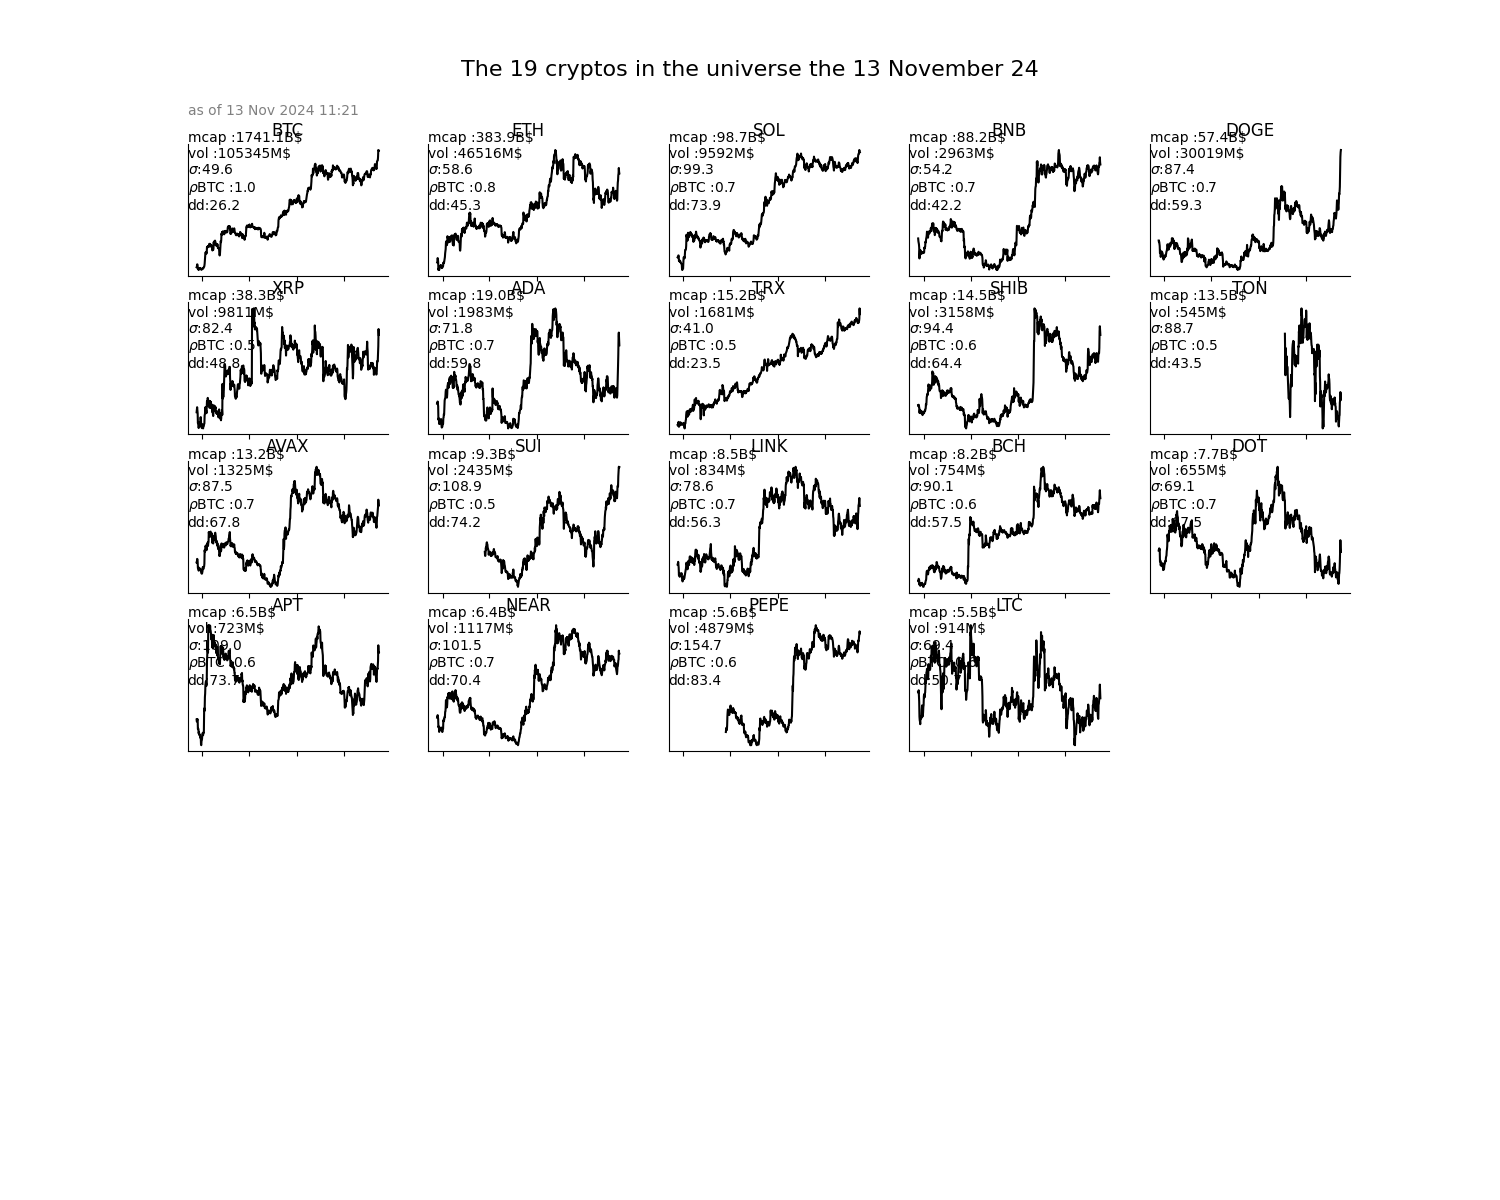 The 19 cryptos in the universe the 13 November 24
as of 13 Nov 2024 11:21
BTC
mcap :1741.1B$
vol :105345M$
σ:49.6
ρBTC :1.0
dd:26.2
ETH
mcap :383.9B$
vol :46516M$
σ:58.6
ρBTC :0.8
dd:45.3
SOL
mcap :98.7B$
vol :9592M$
σ:99.3
ρBTC :0.7
dd:73.9
BNB
mcap :88.2B$
vol :2963M$
σ:54.2
ρBTC :0.7
dd:42.2
DOGE
mcap :57.4B$
vol :30019M$
σ:87.4
ρBTC :0.7
dd:59.3
XRP
mcap :38.3B$
vol :9811M$
σ:82.4
ρBTC :0.5
dd:48.8
ADA
mcap :19.0B$
vol :1983M$
σ:71.8
ρBTC :0.7
dd:59.8
TRX
mcap :15.2B$
vol :1681M$
σ:41.0
ρBTC :0.5
dd:23.5
SHIB
mcap :14.5B$
vol :3158M$
σ:94.4
ρBTC :0.6
dd:64.4
TON
mcap :13.5B$
vol :545M$
σ:88.7
ρBTC :0.5
dd:43.5
AVAX
mcap :13.2B$
vol :1325M$
σ:87.5
ρBTC :0.7
dd:67.8
SUI
mcap :9.3B$
vol :2435M$
σ:108.9
ρBTC :0.5
dd:74.2
LINK
mcap :8.5B$
vol :834M$
σ:78.6
ρBTC :0.7
dd:56.3
BCH
mcap :8.2B$
vol :754M$
σ:90.1
ρBTC :0.6
dd:57.5
DOT
mcap :7.7B$
vol :655M$
σ:69.1
ρBTC :0.7
APT
mcap :6.5B$
vol :723M$
ρBTC :0.6
NEAR
mcap :6.4B$
vol :1117M$
σ:101.5
ρBTC :0.7
dd:70.4
PEPE
mcap :5.6B$
vol :4879M$
σ:154.7
ρBTC :0.6
dd:83.4
LTC
mcap :5.5B$
vol :914M$